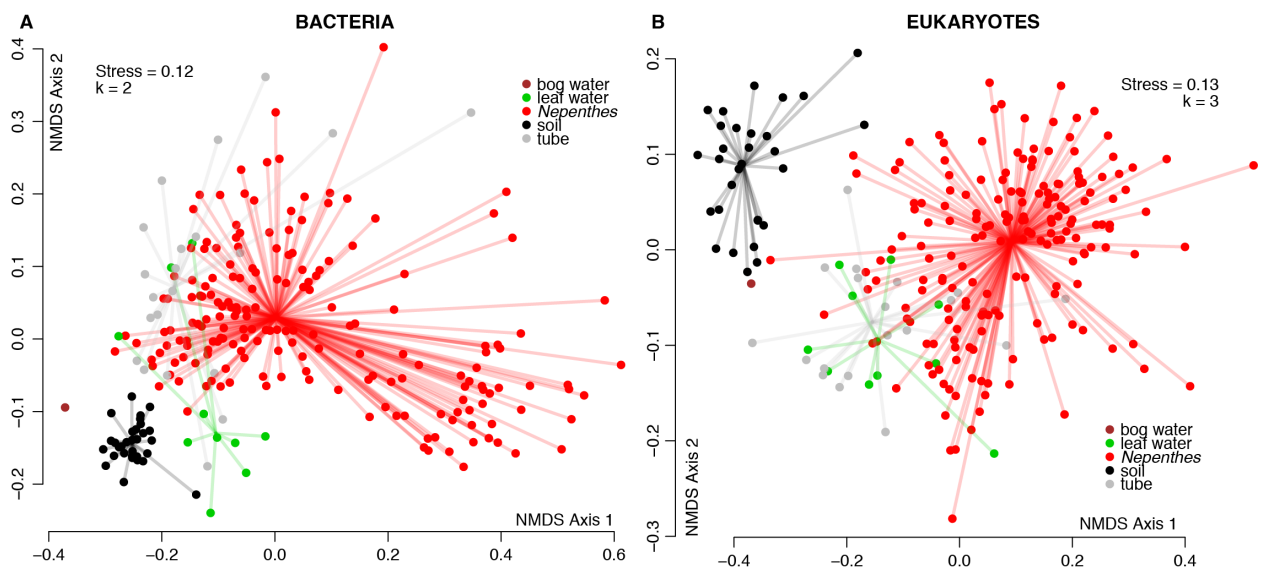 A
BACTERIA
NMDS Axis 2
0.4
0.3
0.2
0.1
0.0
−0.1
−0.2
Stress = 0.12
k = 2
bog water
leaf water
Nepenthes
soil
tube
NMDS Axis 1
−0.4
−0.2
0.0
0.2
0.4
0.6
B
EUKARYOTES
0.2
0.1
0.0
−0.1
−0.2
−0.3
NMDS Axis 2
Stress = 0.13
k = 3
bog water
leaf water
Nepenthes
soil
tube
NMDS Axis 1
−0.4
−0.2
0.0
0.2
0.4